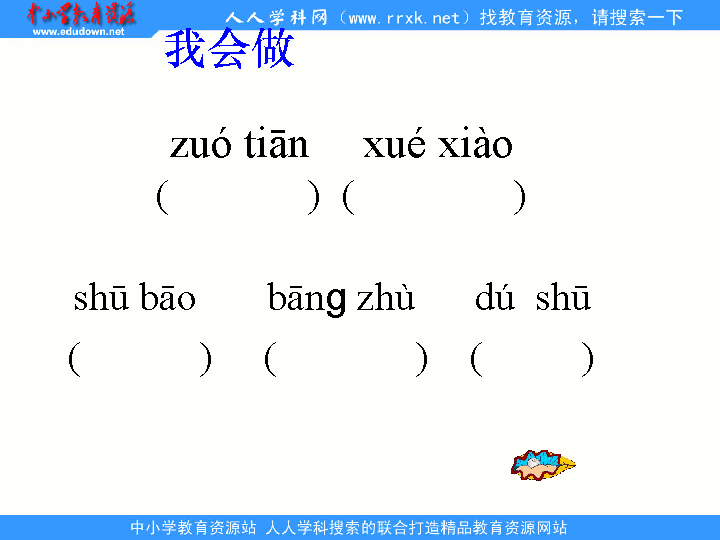 中小学教育资源
www.edudown.net
人人学科网（www.rrxk.net）找教育资源，请搜索一下
我会做
zuó tiān xué xiào
( ) ( )
shū bāo bāng zhù dú shū
( ) ( ) ( )
中小学教育资源站 人人学科搜索的联合打造精品教育资源网站